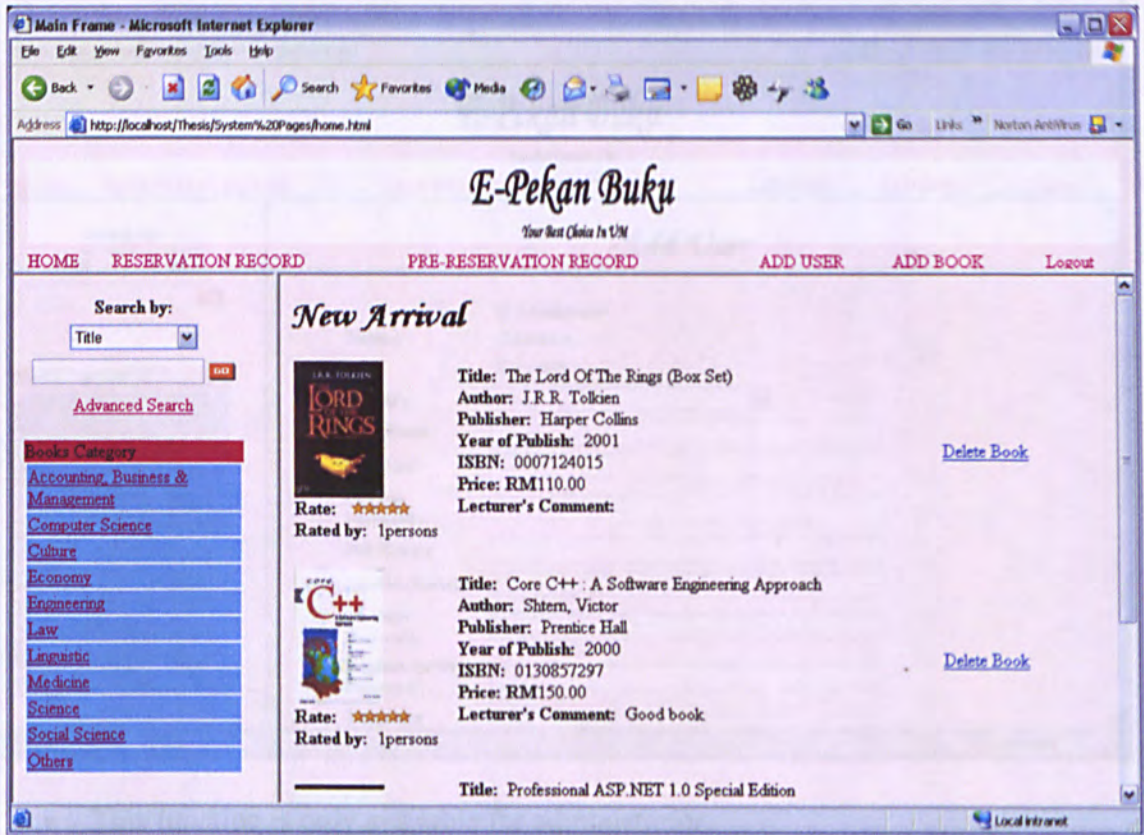 Main Frame - Microsoft Internet Explorer
File Edit View Favorites Tools Help
Back Search Favorites Media
Address http://localhost/Thesis/System%20Pages/home.html Go Links Norton AntiVirus
E-Pekan Buku
Your Best Choice In UM
HOME RESERVATION RECORD PRE-RESERVATION RECORD ADD USER ADD BOOK Logout
Search by:
Title
GO
Advanced Search
Books Category
Accounting, Business &
Management
Computer Science
Culture
Economy
Engineering
Law
Linguistic
Medicine
Science
Social Science
Others
New Arrival
J.R.R. TOLKIEN
THE
LORD
OF THE
RINGS
Rate:
Rated by: 1persons
Title: The Lord Of The Rings (Box Set)
Author: J.R.R. Tolkien
Publisher: Harper Collins
Year of Publish: 2001
ISBN: 0007124015
Price: RM110.00
Lecturer's Comment:
Delete Book
core
C++
Rate:
Rated by: 1persons
Title: Core C++ : A Software Engineering Approach
Author: Shtern, Victor
Publisher: Prentice Hall
Year of Publish: 2000
ISBN: 0130857297
Price: RM150.00
Lecturer's Comment: Good book
Delete Book
Title: Professional ASP.NET 1.0 Special Edition
Local intranet